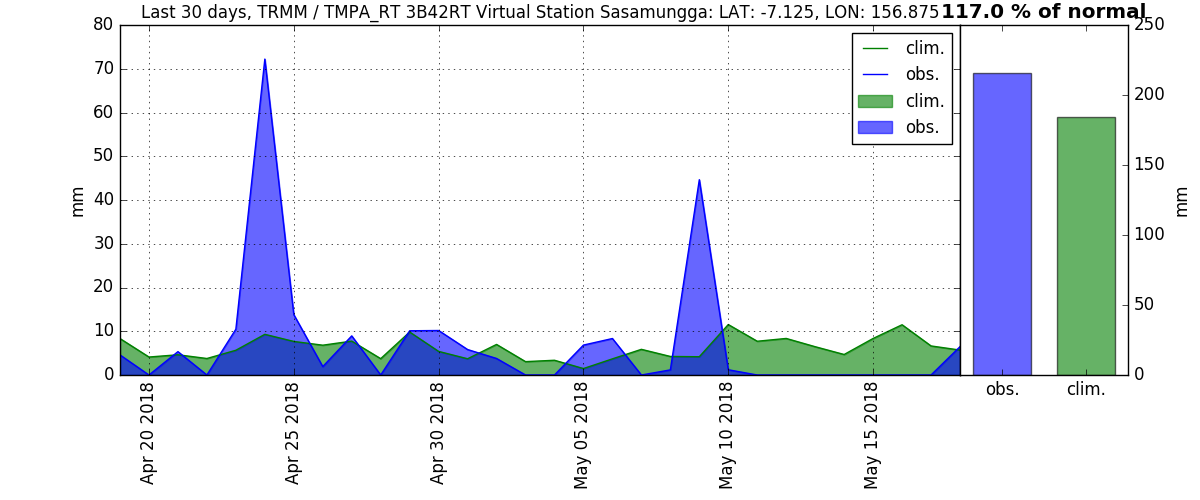 Last 30 days, TRMM / TMPA_RT 3B42RT Virtual Station Sasamungga: LAT: -7.125, LON: 156.875
117.0 % of normal
80
70
60
50
40
30
20
10
0
mm
clim.
obs.
clim.
obs.
250
200
150
100
50
0
mm
obs.
clim.
Apr 20 2018
Apr 25 2018
Apr 30 2018
May 05 2018
May 10 2018
May 15 2018